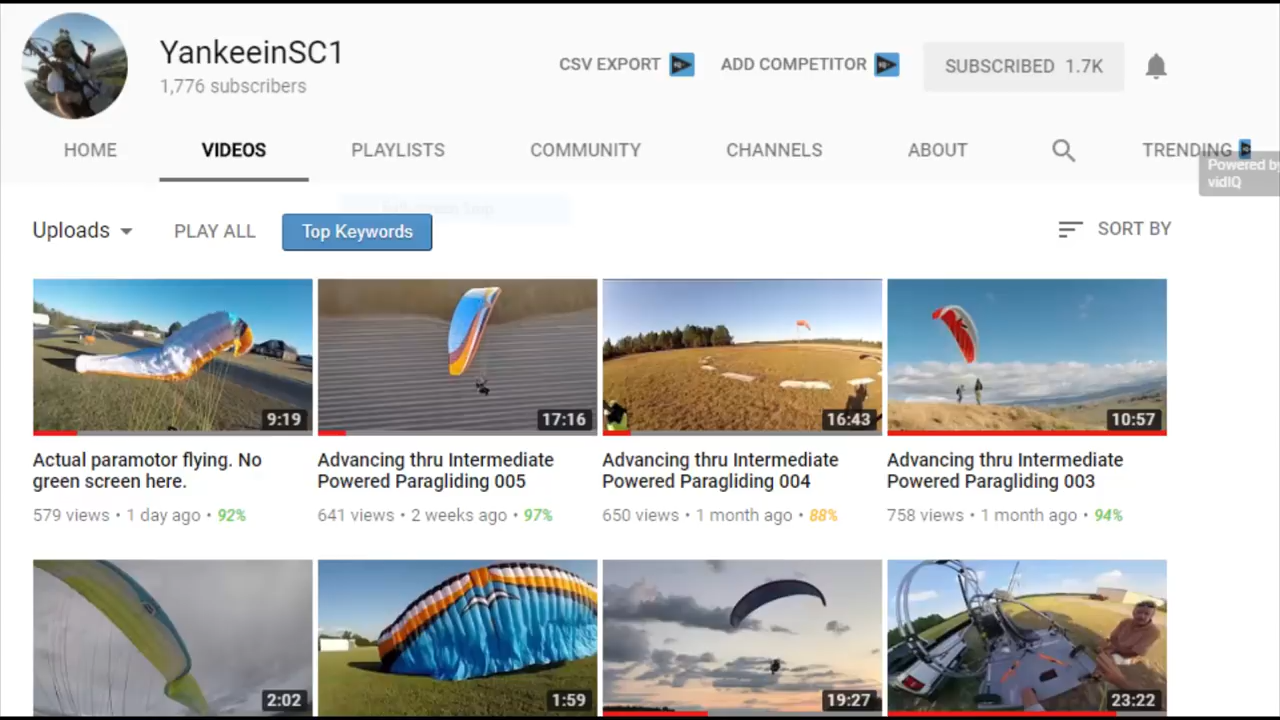 YankeeinSC1
1,776 subscribers
CSV EXPORT
ADD COMPETITOR
SUBSCRIBED 1.7K
HOME
VIDEOS
PLAYLISTS
COMMUNITY
CHANNELS
ABOUT
TRENDING
Powered by
vidIQ
Uploads
PLAY ALL
Top Keywords
SORT BY
9:19
17:16
16:43
10:57
Actual paramotor flying. No
green screen here.
579 views • 1 day ago • 92%
Advancing thru Intermediate
Powered Paragliding 005
641 views • 2 weeks ago • 97%
Advancing thru Intermediate
Powered Paragliding 004
650 views • 1 month ago • 88%
Advancing thru Intermediate
Powered Paragliding 003
758 views • 1 month ago • 94%
2:02
1:59
19:27
23:22